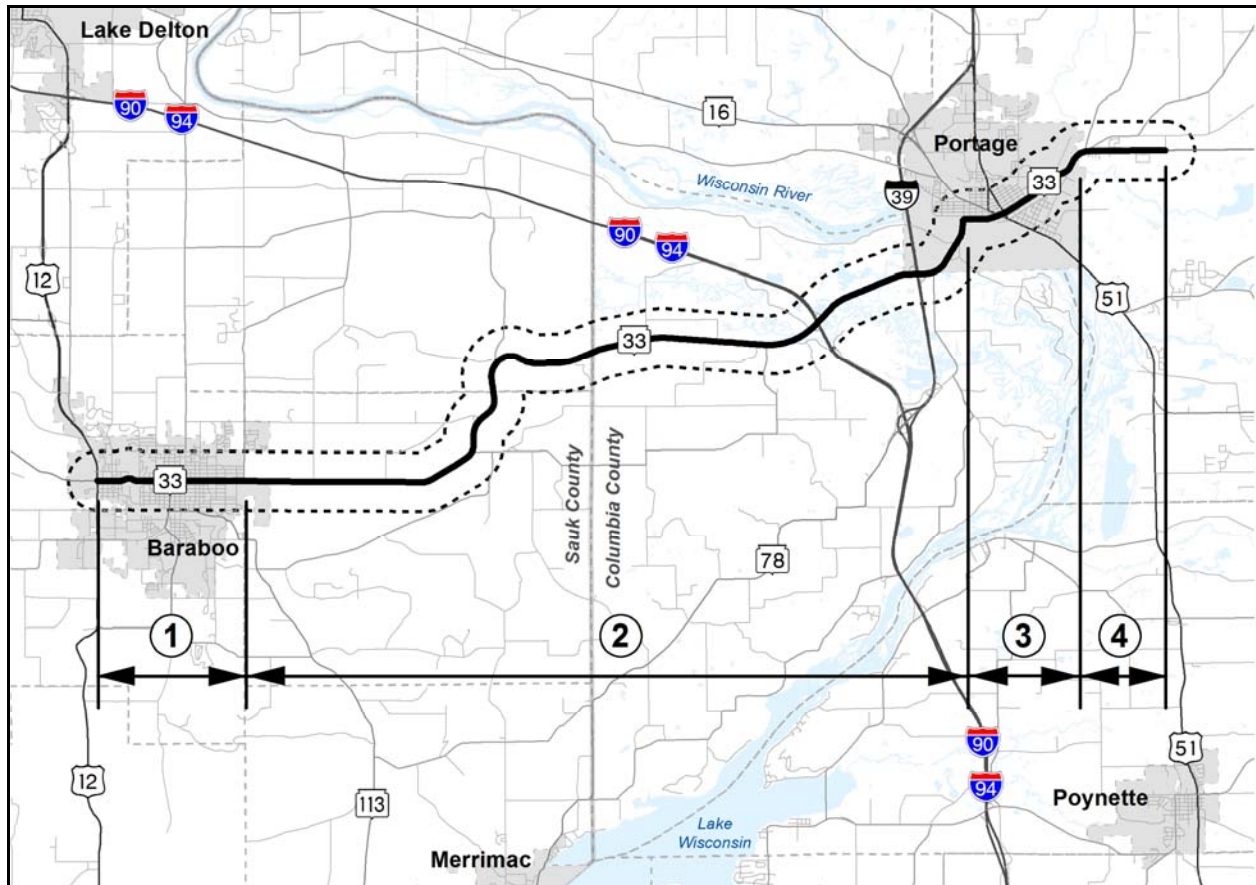 Lake Delton
90
94
16
Portage
Wisconsin River
33
39
90
94
12
51
33
33
Baraboo
Sauk County
Columbia County
78
1
2
3
4
12
113
90
94
51
Poynette
Lake
Wisconsin
Merrimac